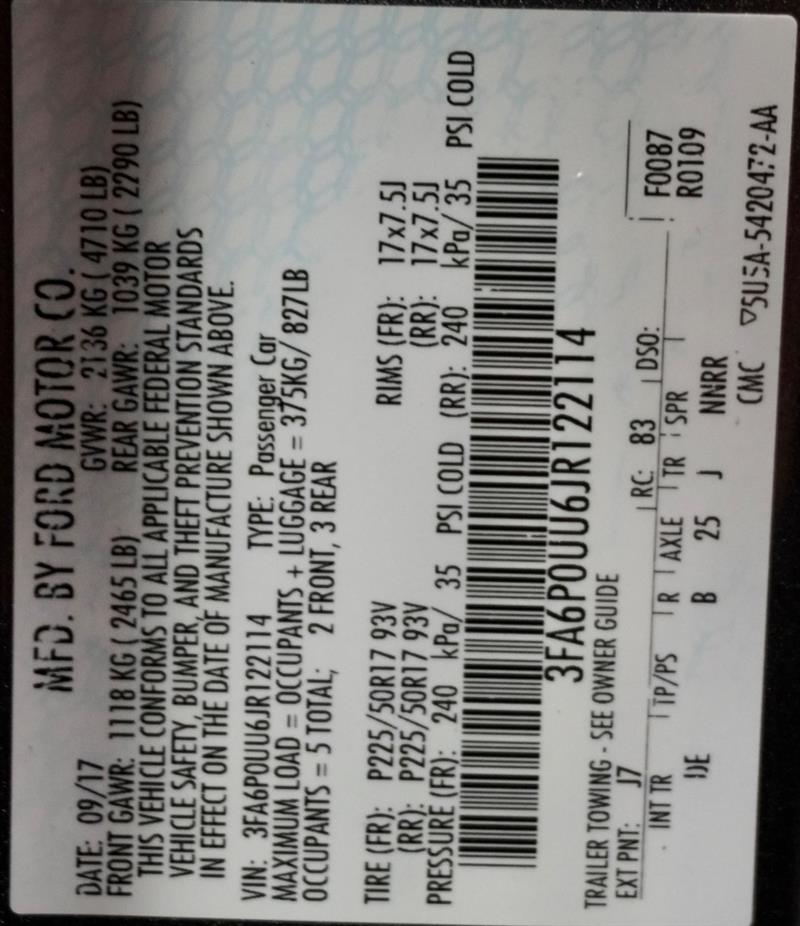 MFD. BY FORD MOTOR CO.
DATE: 09/17 GVWR: 2136 KG ( 4710 LB)
FRONT GAWR: 1118 KG ( 2465 LB) REAR GAWR: 1039 KG ( 2290 LB)
THIS VEHICLE CONFORMS TO ALL APPLICABLE FEDERAL MOTOR
VEHICLE SAFETY, BUMPER, AND THEFT PREVENTION STANDARDS
IN EFFECT ON THE DATE OF MANUFACTURE SHOWN ABOVE.
VIN: 3FA6P0UU6JR122114 TYPE: Passenger Car
MAXIMUM LOAD = OCCUPANTS + LUGGAGE = 375KG/ 827LB
OCCUPANTS = 5 TOTAL; 2 FRONT, 3 REAR
TIRE (FR): P225/50R17 93V RIMS (FR): 17x7.5J
(RR): P225/50R17 93V (RR): 17x7.5J
PRESSURE (FR): 240 kPa/ 35 PSI COLD (RR): 240 kPa/ 35 PSI COLD
3FA6P0UU6JR122114
TRAILER TOWING - SEE OWNER GUIDE
EXT PNT: J7 RC: 83 DSO: F0087
R0109
INT TR TP/PS R AXLE TR SPR
DE B 25 J NNRR
CMC ▽5U5A-5420472-AA